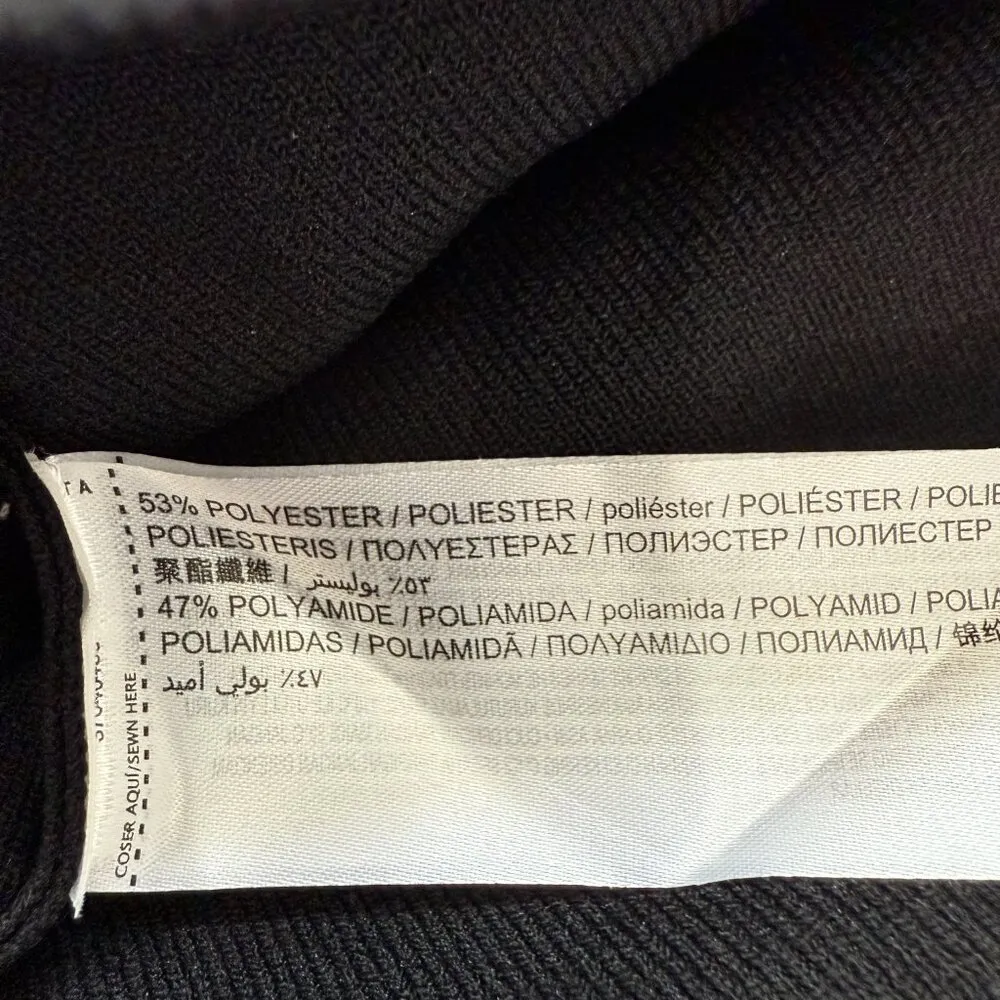 53% POLYESTER / POLIESTER / poliéster / POLIÉSTER / POLIE
POLIESTERIS / ΠΟΛΥΕΣΤΕΡΑΣ / ПОЛИЭСТЕР / ПОЛИЕСТЕР
聚酯纖維 / ٥٣٪ بوليستر
47% POLYAMIDE / POLIAMIDA / poliamida / POLYAMID / POLIA
POLIAMIDAS / POLIAMIDĂ / ΠΟΛΥΑΜΙΔΙΟ / ПОЛИАМИД / 锦纶
٤٧٪ بولي أميد
COSER AQUÍ/SEWN HERE